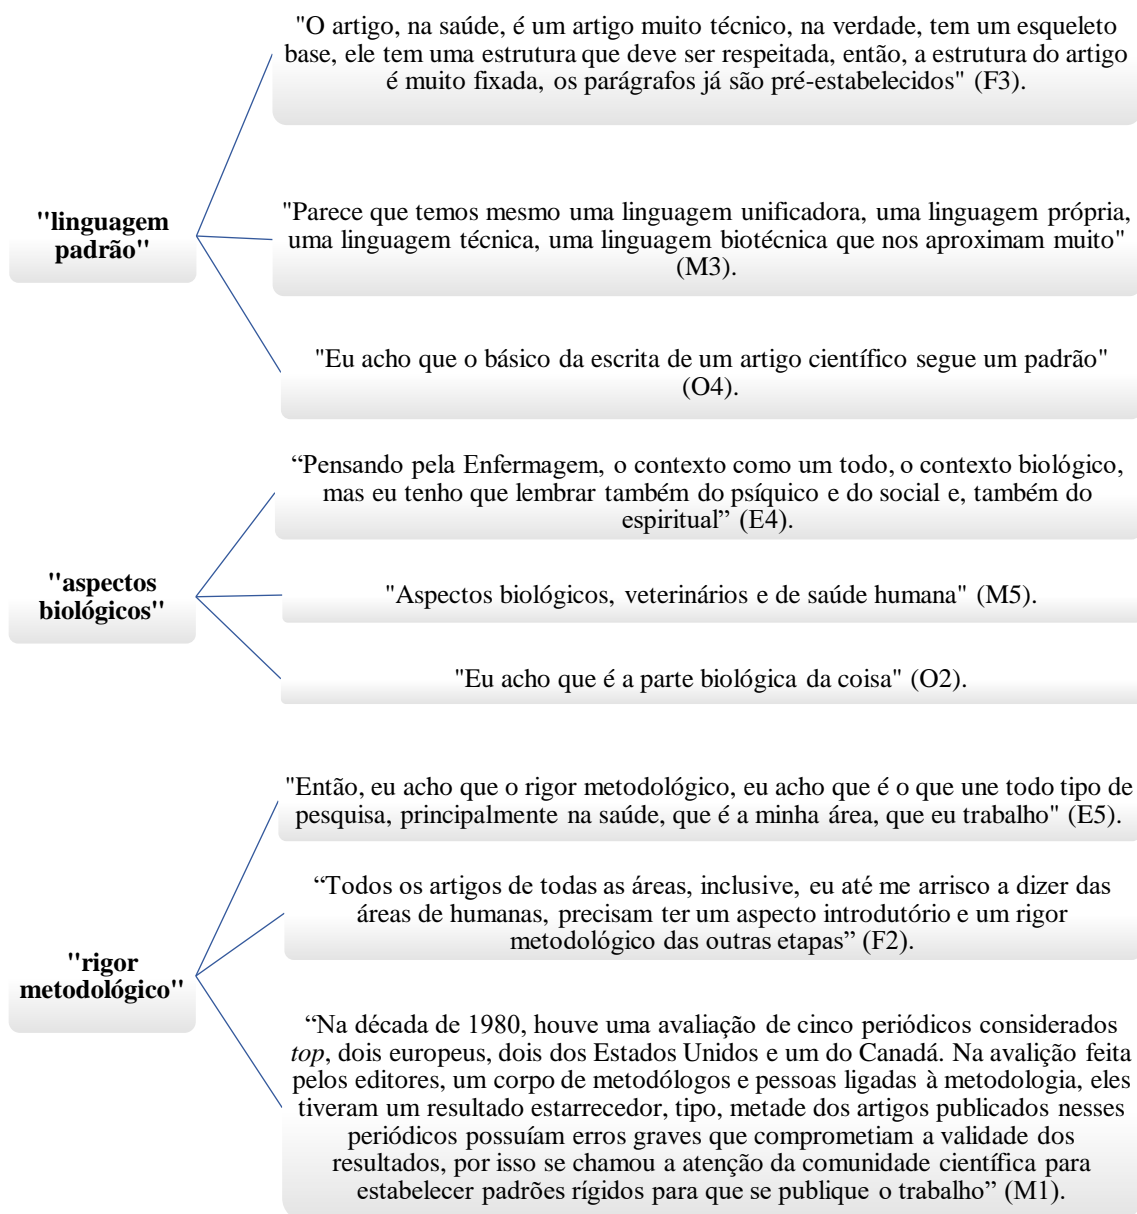 "O artigo, na saúde, é um artigo muito técnico, na verdade, tem um esqueleto
base, ele tem uma estrutura que deve ser respeitada, então, a estrutura do artigo
é muito fixada, os parágrafos já são pré-estabelecidos" (F3).
"linguagem
padrão"
"Parece que temos mesmo uma linguagem unificadora, uma linguagem própria,
uma linguagem técnica, uma linguagem biotécnica que nos aproximam muito"
(M3).
"Eu acho que o básico da escrita de um artigo científico segue um padrão"
(O4).
“Pensando pela Enfermagem, o contexto como um todo, o contexto biológico,
mas eu tenho que lembrar também do psíquico e do social e, também do
espiritual” (E4).
"aspectos
biológicos"
"Aspectos biológicos, veterinários e de saúde humana" (M5).
"Eu acho que é a parte biológica da coisa" (O2).
"Então, eu acho que o rigor metodológico, eu acho que é o que une todo tipo de
pesquisa, principalmente na saúde, que é a minha área, que eu trabalho" (E5).
“Todos os artigos de todas as áreas, inclusive, eu até me arrisco a dizer das
áreas de humanas, precisam ter um aspecto introdutório e um rigor
metodológico das outras etapas” (F2).
"rigor
metodológico"
“Na década de 1980, houve uma avaliação de cinco periódicos considerados
top, dois europeus, dois dos Estados Unidos e um do Canadá. Na avalição feita
pelos editores, um corpo de metodólogos e pessoas ligadas à metodologia, eles
tiveram um resultado estarrecedor, tipo, metade dos artigos publicados nesses
periódicos possuíam erros graves que comprometiam a validade dos
resultados, por isso se chamou a atenção da comunidade científica para
estabelecer padrões rígidos para que se publique o trabalho” (M1).